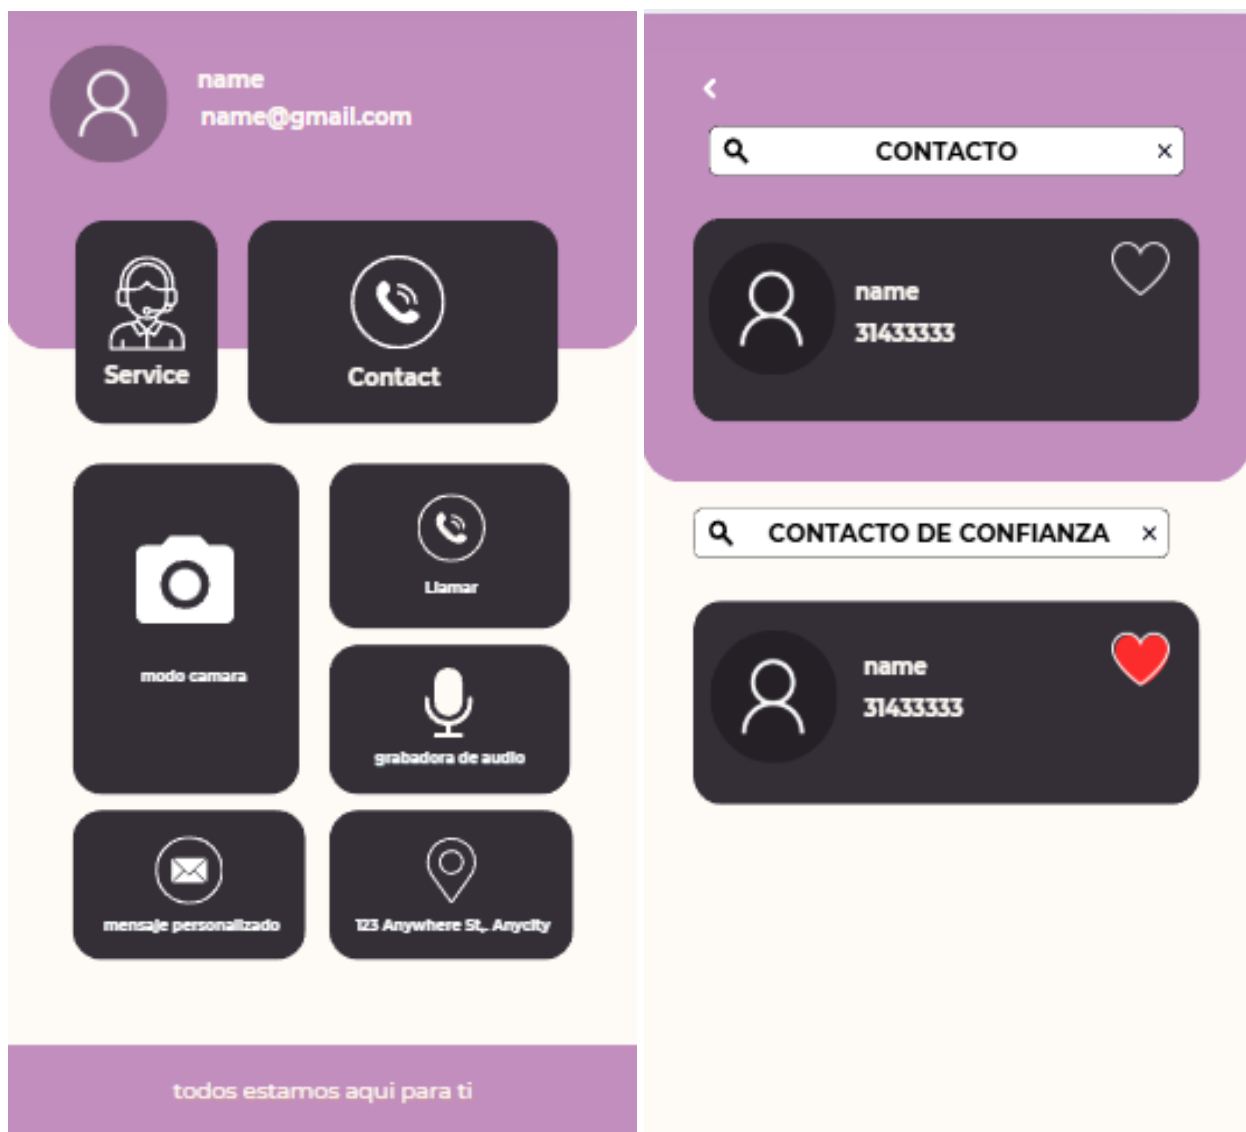 name
name@gmail.com
Service
Contact
modo camara
Llamar
grabadora de audio
mensaje personalizado
123 Anywhere St,. Anycity
todos estamos aqui para ti
CONTACTO
name
31433333
CONTACTO DE CONFIANZA
name
31433333